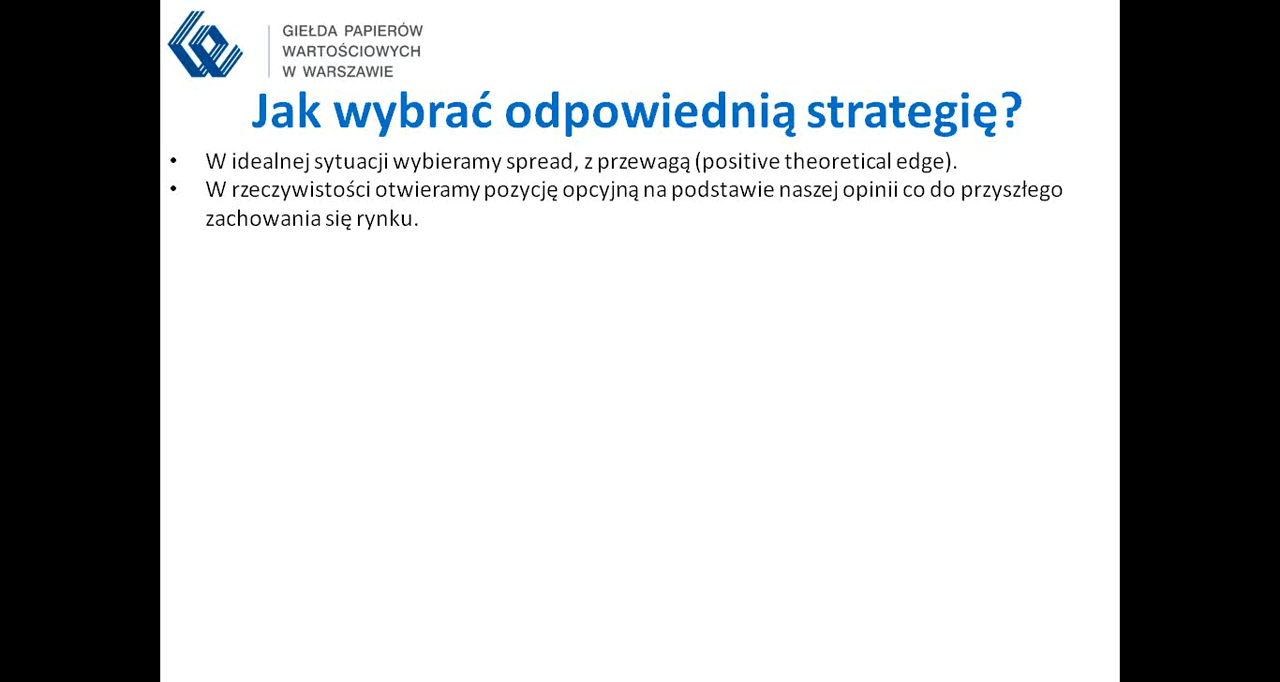 GIEŁDA PAPIERÓW
WARTOŚCIOWYCH
W WARSZAWIE
Jak wybrać odpowiednią strategię?
• W idealnej sytuacji wybieramy spread, z przewagą (positive theoretical edge).
• W rzeczywistości otwieramy pozycję opcyjną na podstawie naszej opinii co do przyszłego
zachowania się rynku.